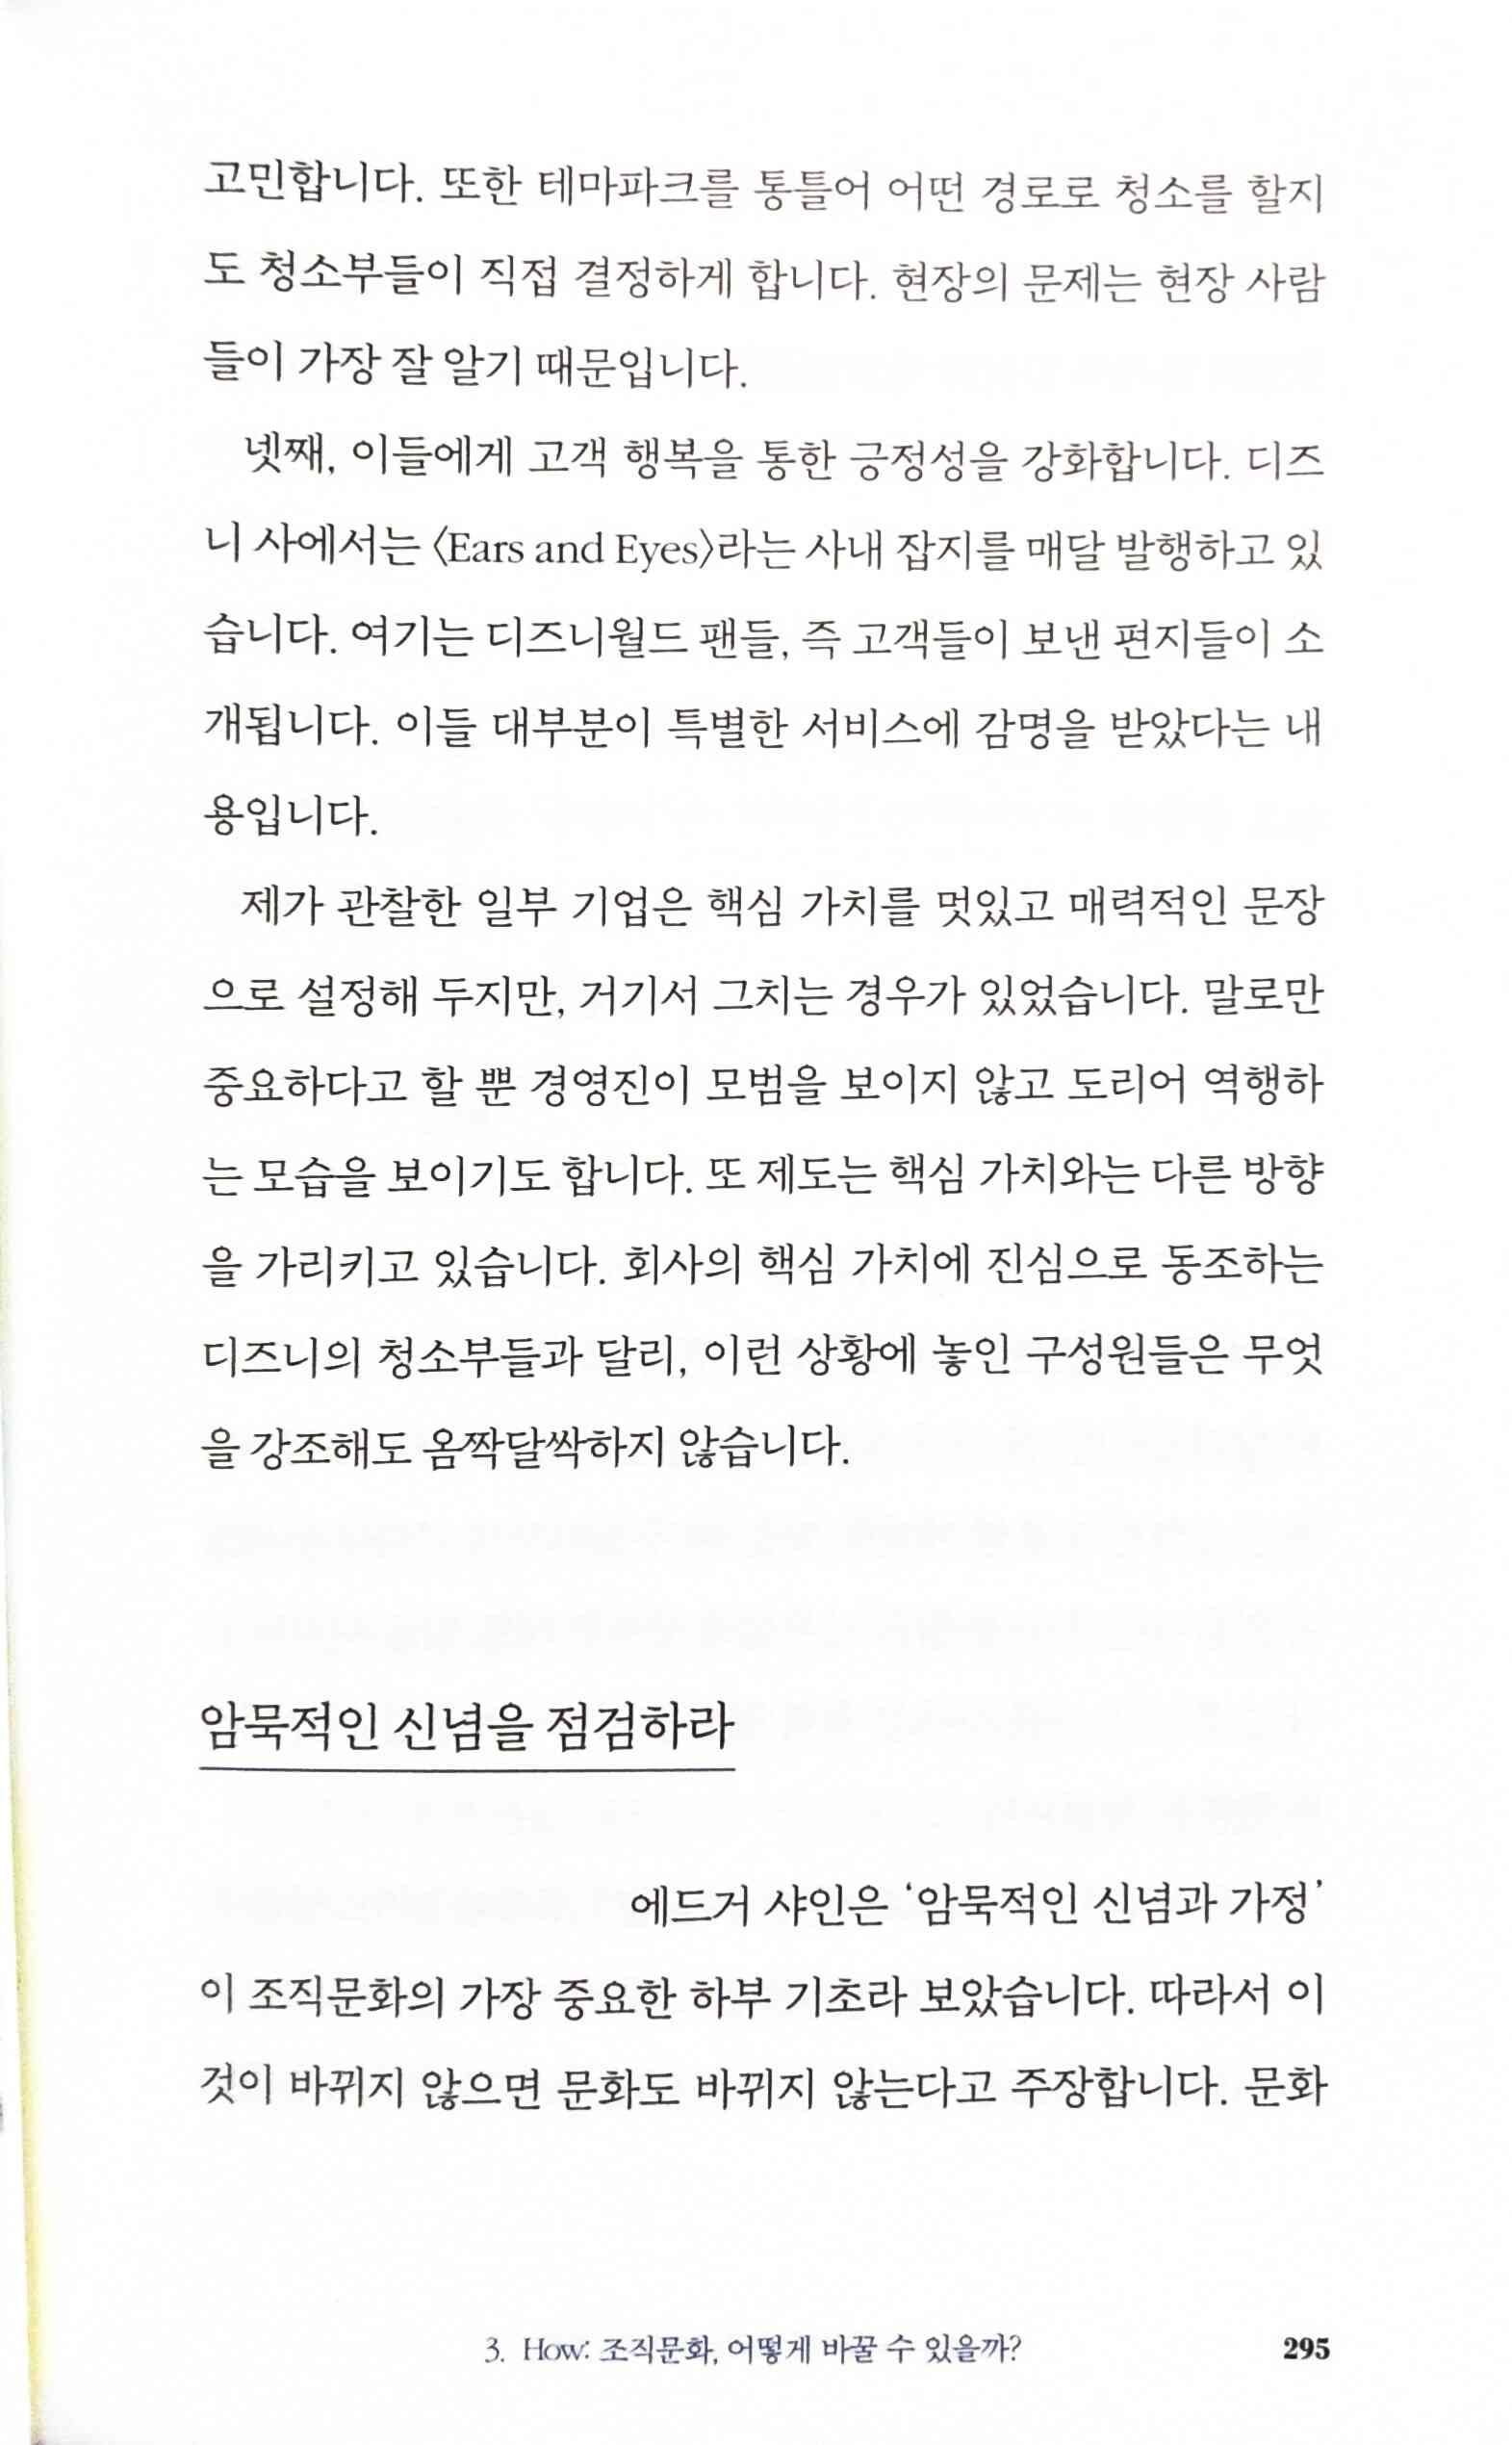 고민합니다. 또한 테마파크를 통틀어 어떤 경로로 청소를 할지
도 청소부들이 직접 결정하게 합니다. 현장의 문제는 현장 사람
들이 가장 잘 알기 때문입니다.
넷째, 이들에게 고객 행복을 통한 긍정성을 강화합니다. 디즈
니 사에서는 〈Ears and Eyes〉라는 사내 잡지를 매달 발행하고 있
습니다. 여기는 디즈니월드 팬들, 즉 고객들이 보낸 편지들이 소
개됩니다. 이들 대부분이 특별한 서비스에 감명을 받았다는 내
용입니다.
제가 관찰한 일부 기업은 핵심 가치를 멋있고 매력적인 문장
으로 설정해 두지만, 거기서 그치는 경우가 있었습니다. 말로만
중요하다고 할 뿐 경영진이 모범을 보이지 않고 도리어 역행하
는 모습을 보이기도 합니다. 또 제도는 핵심 가치와는 다른 방향
을 가리키고 있습니다. 회사의 핵심 가치에 진심으로 동조하는
디즈니의 청소부들과 달리, 이런 상황에 놓인 구성원들은 무엇
을 강조해도 옴짝달싹하지 않습니다.
암묵적인 신념을 점검하라
에드거 샤인은 '암묵적인 신념과 가정'
이 조직문화의 가장 중요한 하부 기초라 보았습니다. 따라서 이
것이 바뀌지 않으면 문화도 바뀌지 않는다고 주장합니다. 문화
3. How: 조직문화, 어떻게 바꿀 수 있을까? 295